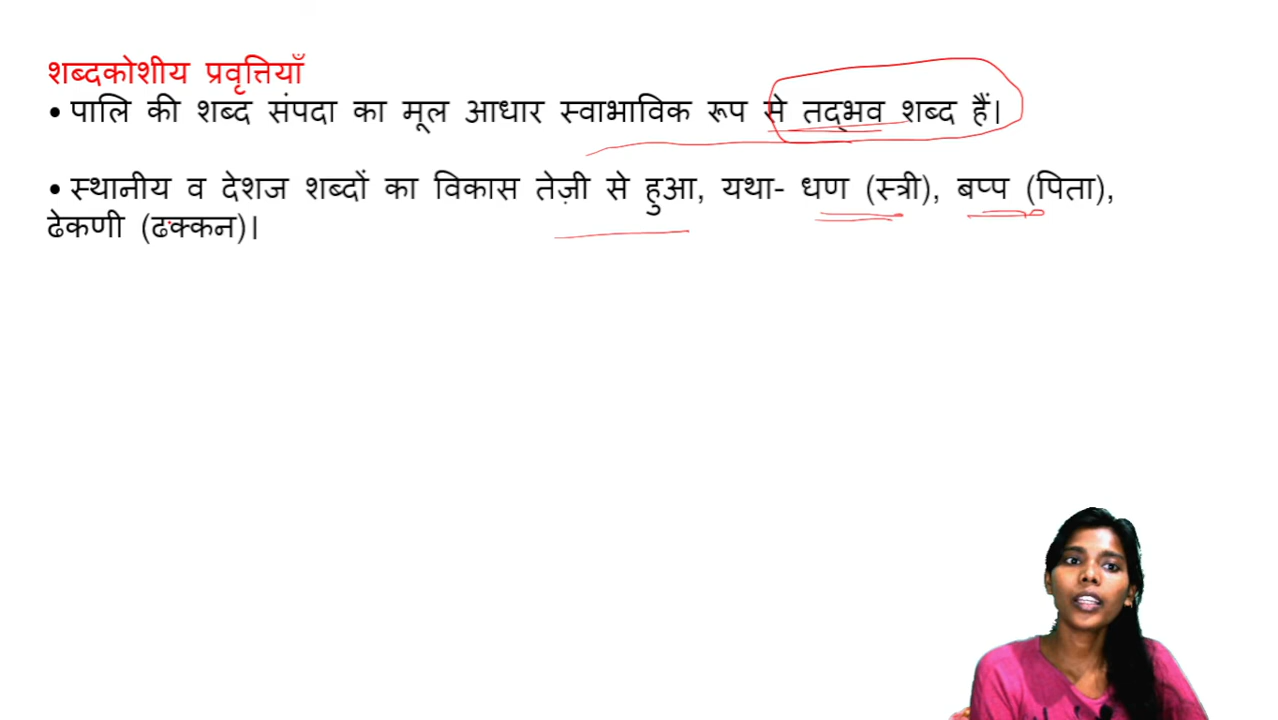 शब्दकोशीय प्रवृत्तियाँ
• पालि की शब्द संपदा का मूल आधार स्वाभाविक रूप से तद्भव शब्द हैं।
• स्थानीय व देशज शब्दों का विकास तेज़ी से हुआ, यथा- धण (स्त्री), बप्प (पिता),
ढेकणी (ढक्कन)।